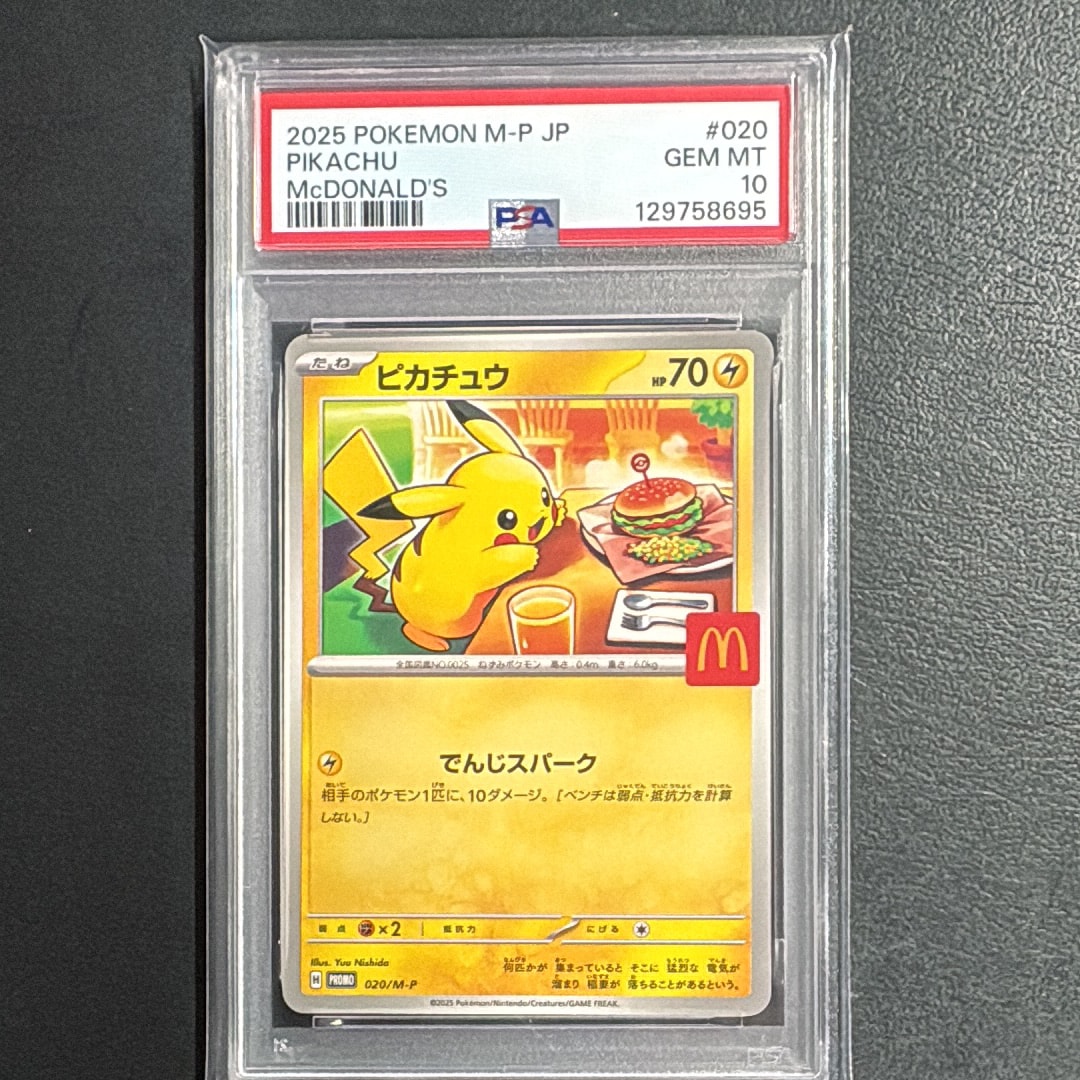 2025 POKEMON M-P JP
#020
PIKACHU
GEM MT
McDONALD'S
10
PSA
129758695
たね
ピカチュウ
HP70
全国図鑑NO.0025 ねずみポケモン 高さ:0.4m 重さ:6.0kg
でんじスパーク
相手のポケモン1匹に、10ダメージ。[ベンチは弱点・抵抗力を計算
しない。]
弱点 ×2 抵抗力 にげる
Illus. Yuu Nishida
何匹かが 集まっていると そこに 猛烈な 電気が
H PROMO 020/M-P
溜まり 稲妻が 落ちることがあるという。
©2025 Pokémon/Nintendo/Creatures/GAME FREAK.